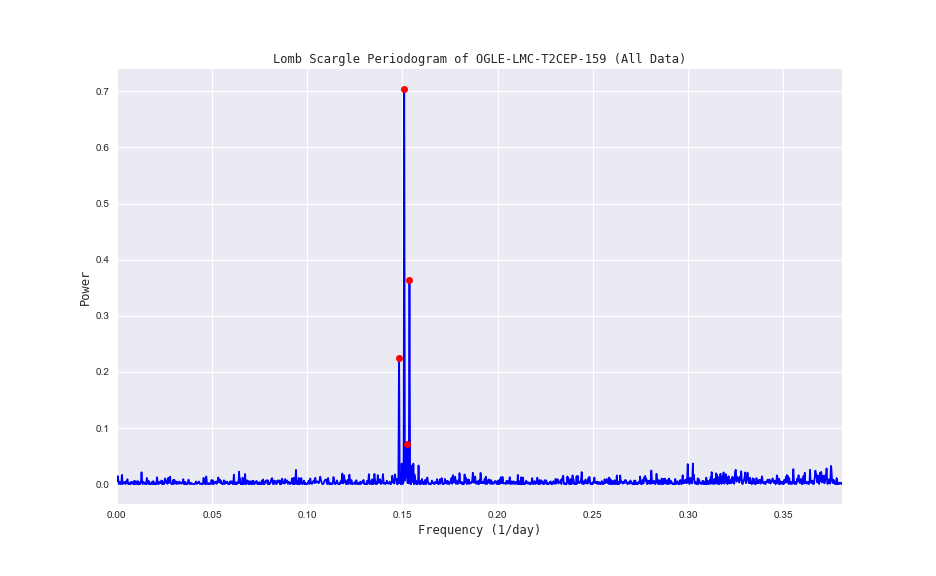 Lomb Scargle Periodogram of OGLE-LMC-T2CEP-159 (All Data)
0.7
0.6
0.5
0.4
0.3
0.2
0.1
0.0
Power
0.00 0.05 0.10 0.15 0.20 0.25 0.30 0.35
Frequency (1/day)